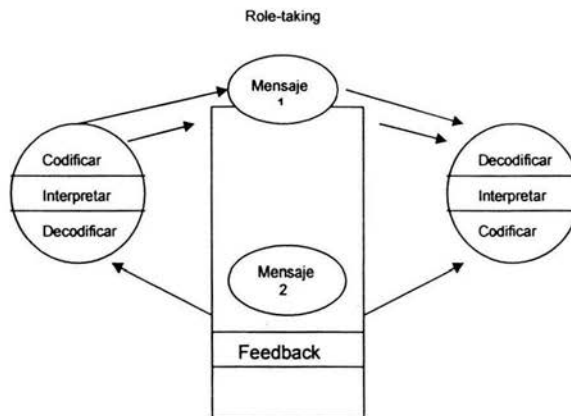 Role-taking
Mensaje
1
Codificar
Interpretar
Decodificar
Decodificar
Interpretar
Codificar
Mensaje
2
Feedback